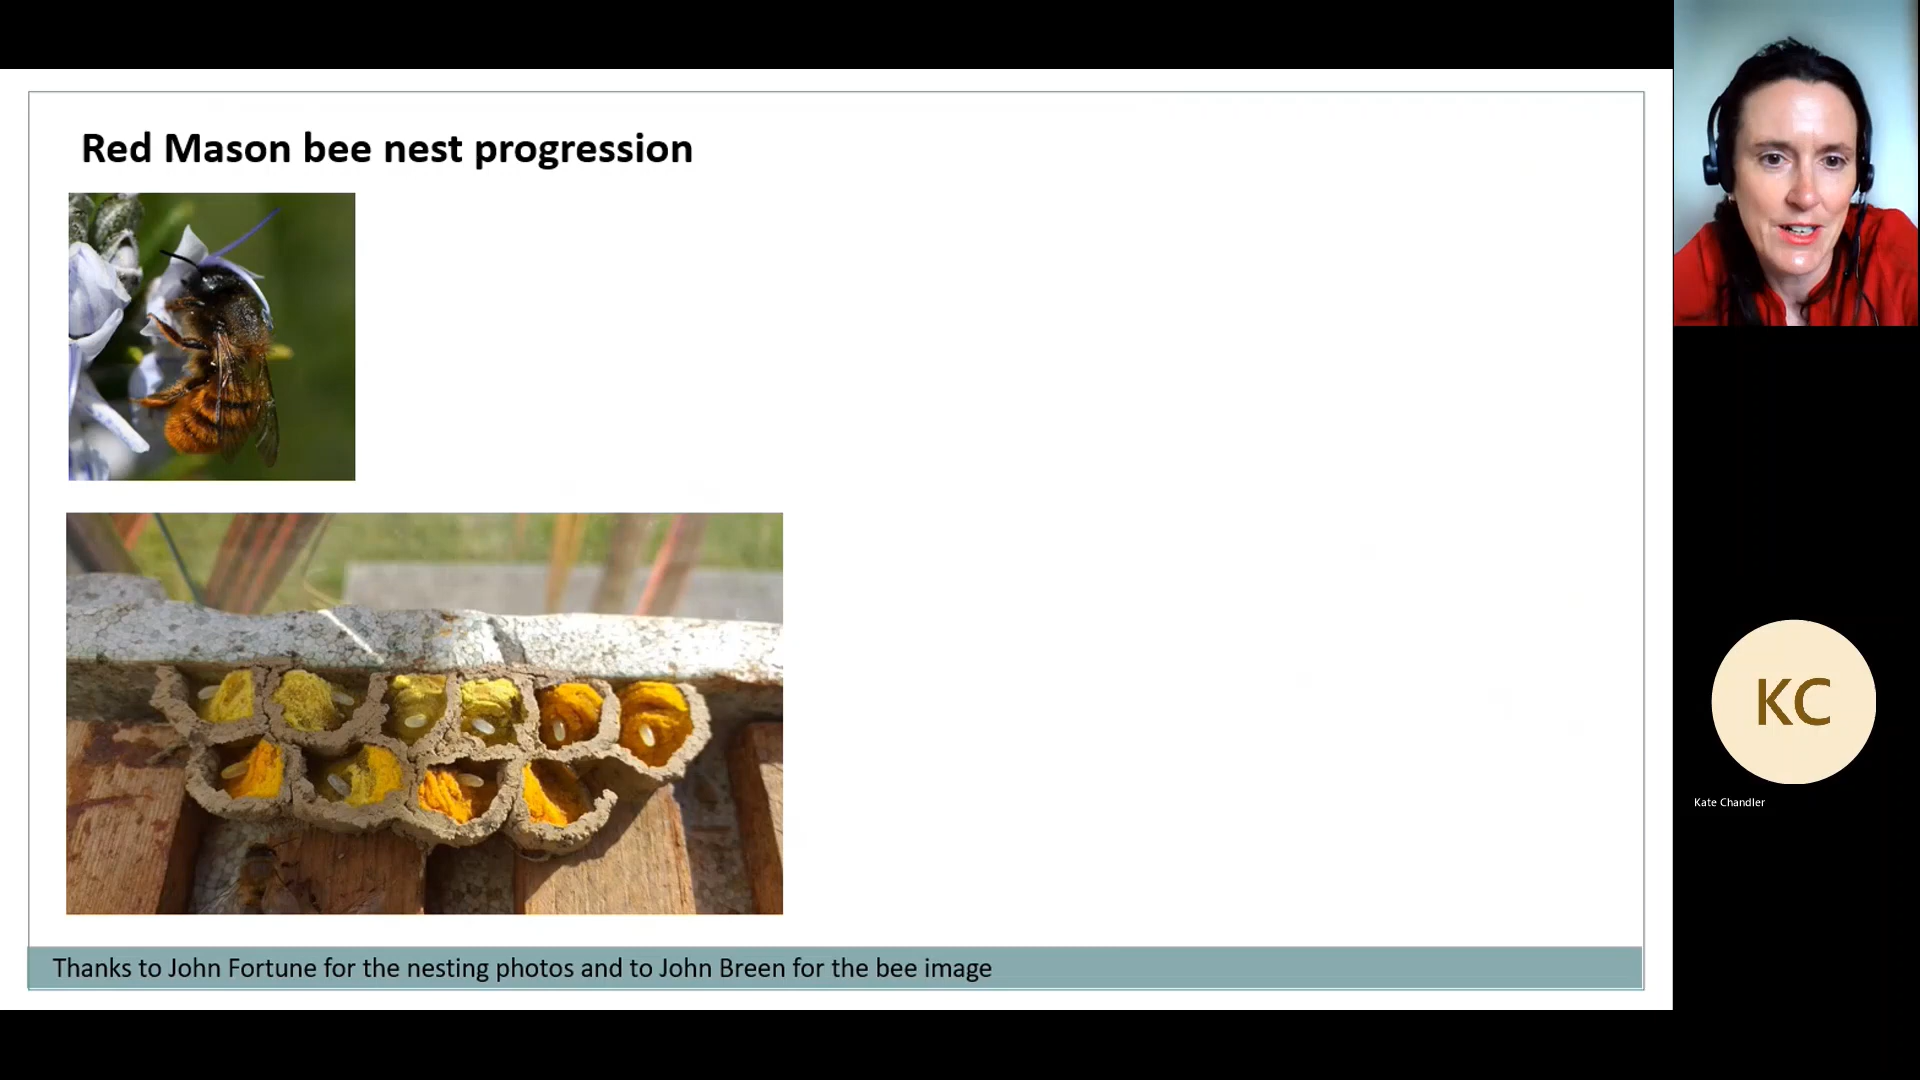 Red Mason bee nest progression
KC
Kate Chandler
Thanks to John Fortune for the nesting photos and to John Breen for the bee image